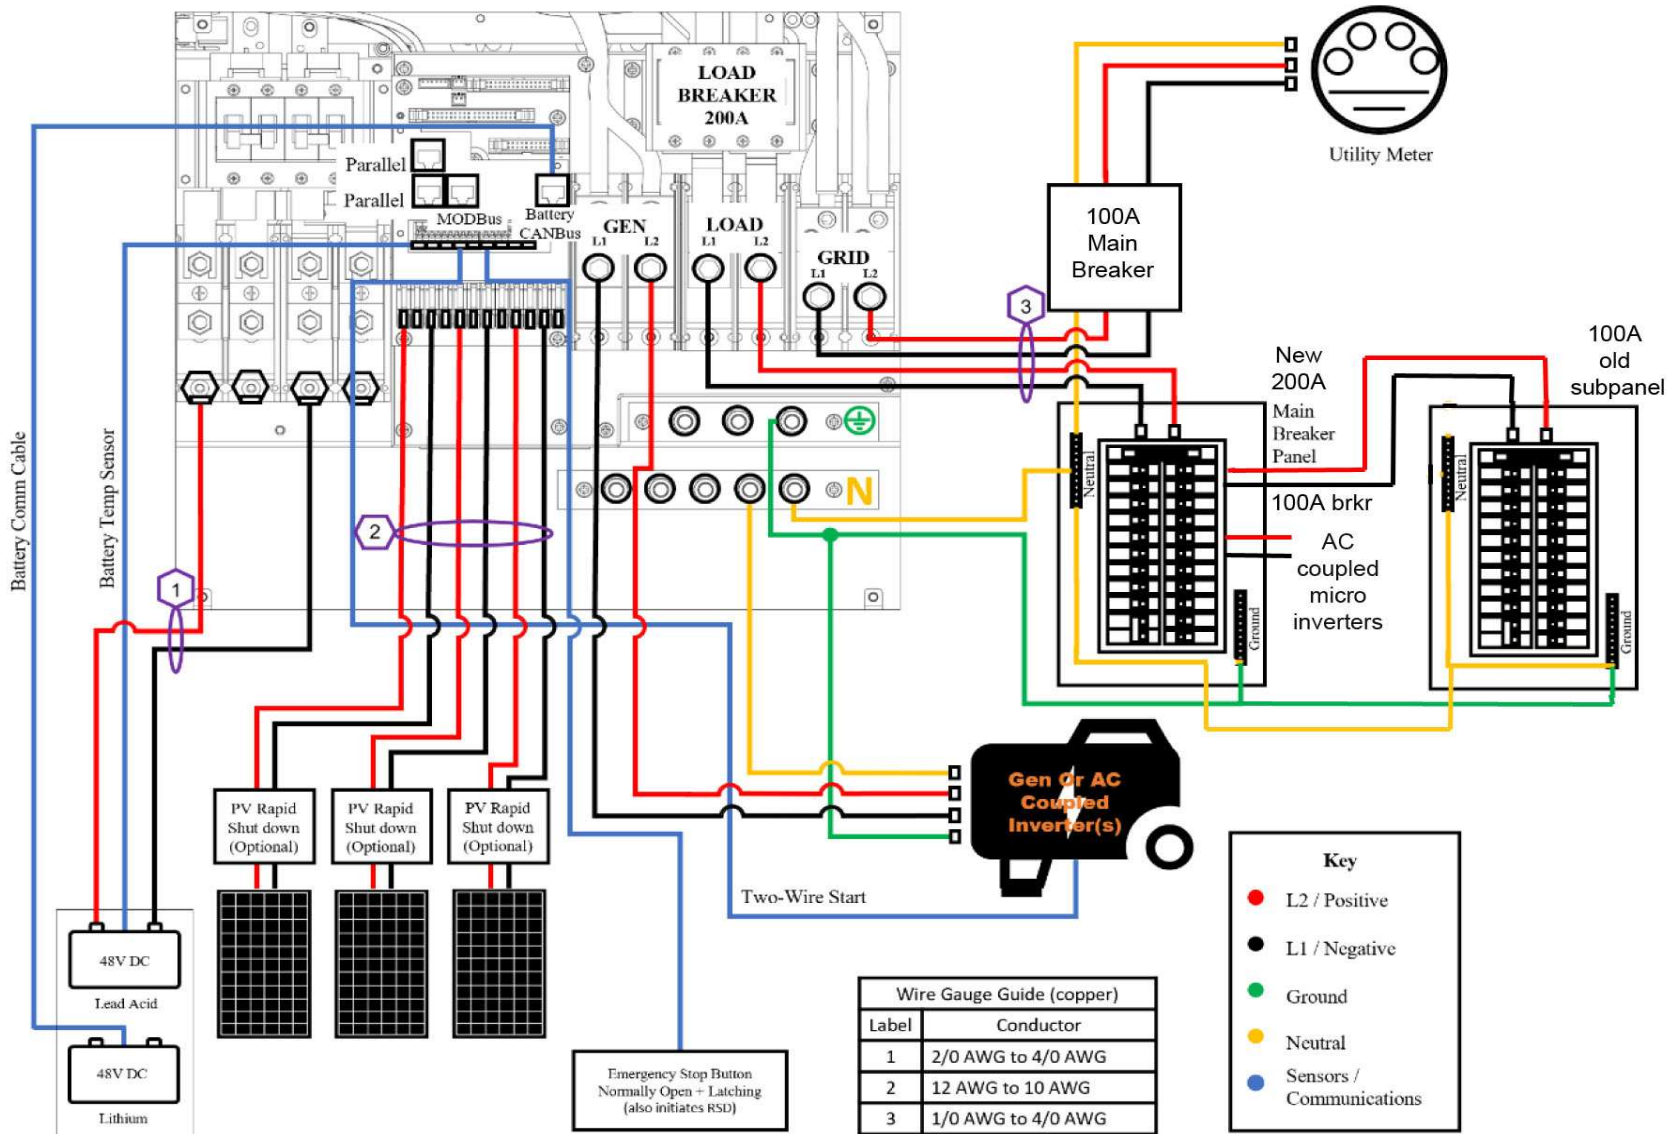 LOAD
BREAKER
200A
Utility Meter
Parallel
Parallel
MODBus
Battery
CANBus
GEN
L1 L2
LOAD
L1 L2
GRID
L1 L2
100A
Main
Breaker
3
New
200A
Main
Breaker
Panel
100A
old
subpanel
Neutral
Neutral
100A brkr
AC
coupled
micro
inverters
Ground
Ground
N
Battery Comm Cable
Battery Temp Sensor
2
1
PV Rapid
Shut down
(Optional)
PV Rapid
Shut down
(Optional)
PV Rapid
Shut down
(Optional)
Gen Or AC
Coupled
Inverter(s)
Two-Wire Start
48V DC
Lead Acid
48V DC
Lithium
Emergency Stop Button
Normally Open + Latching
(also initiates RSD)
Wire Gauge Guide (copper)
Label Conductor
1 2/0 AWG to 4/0 AWG
2 12 AWG to 10 AWG
3 1/0 AWG to 4/0 AWG
Key
L2 / Positive
L1 / Negative
Ground
Neutral
Sensors /
Communications